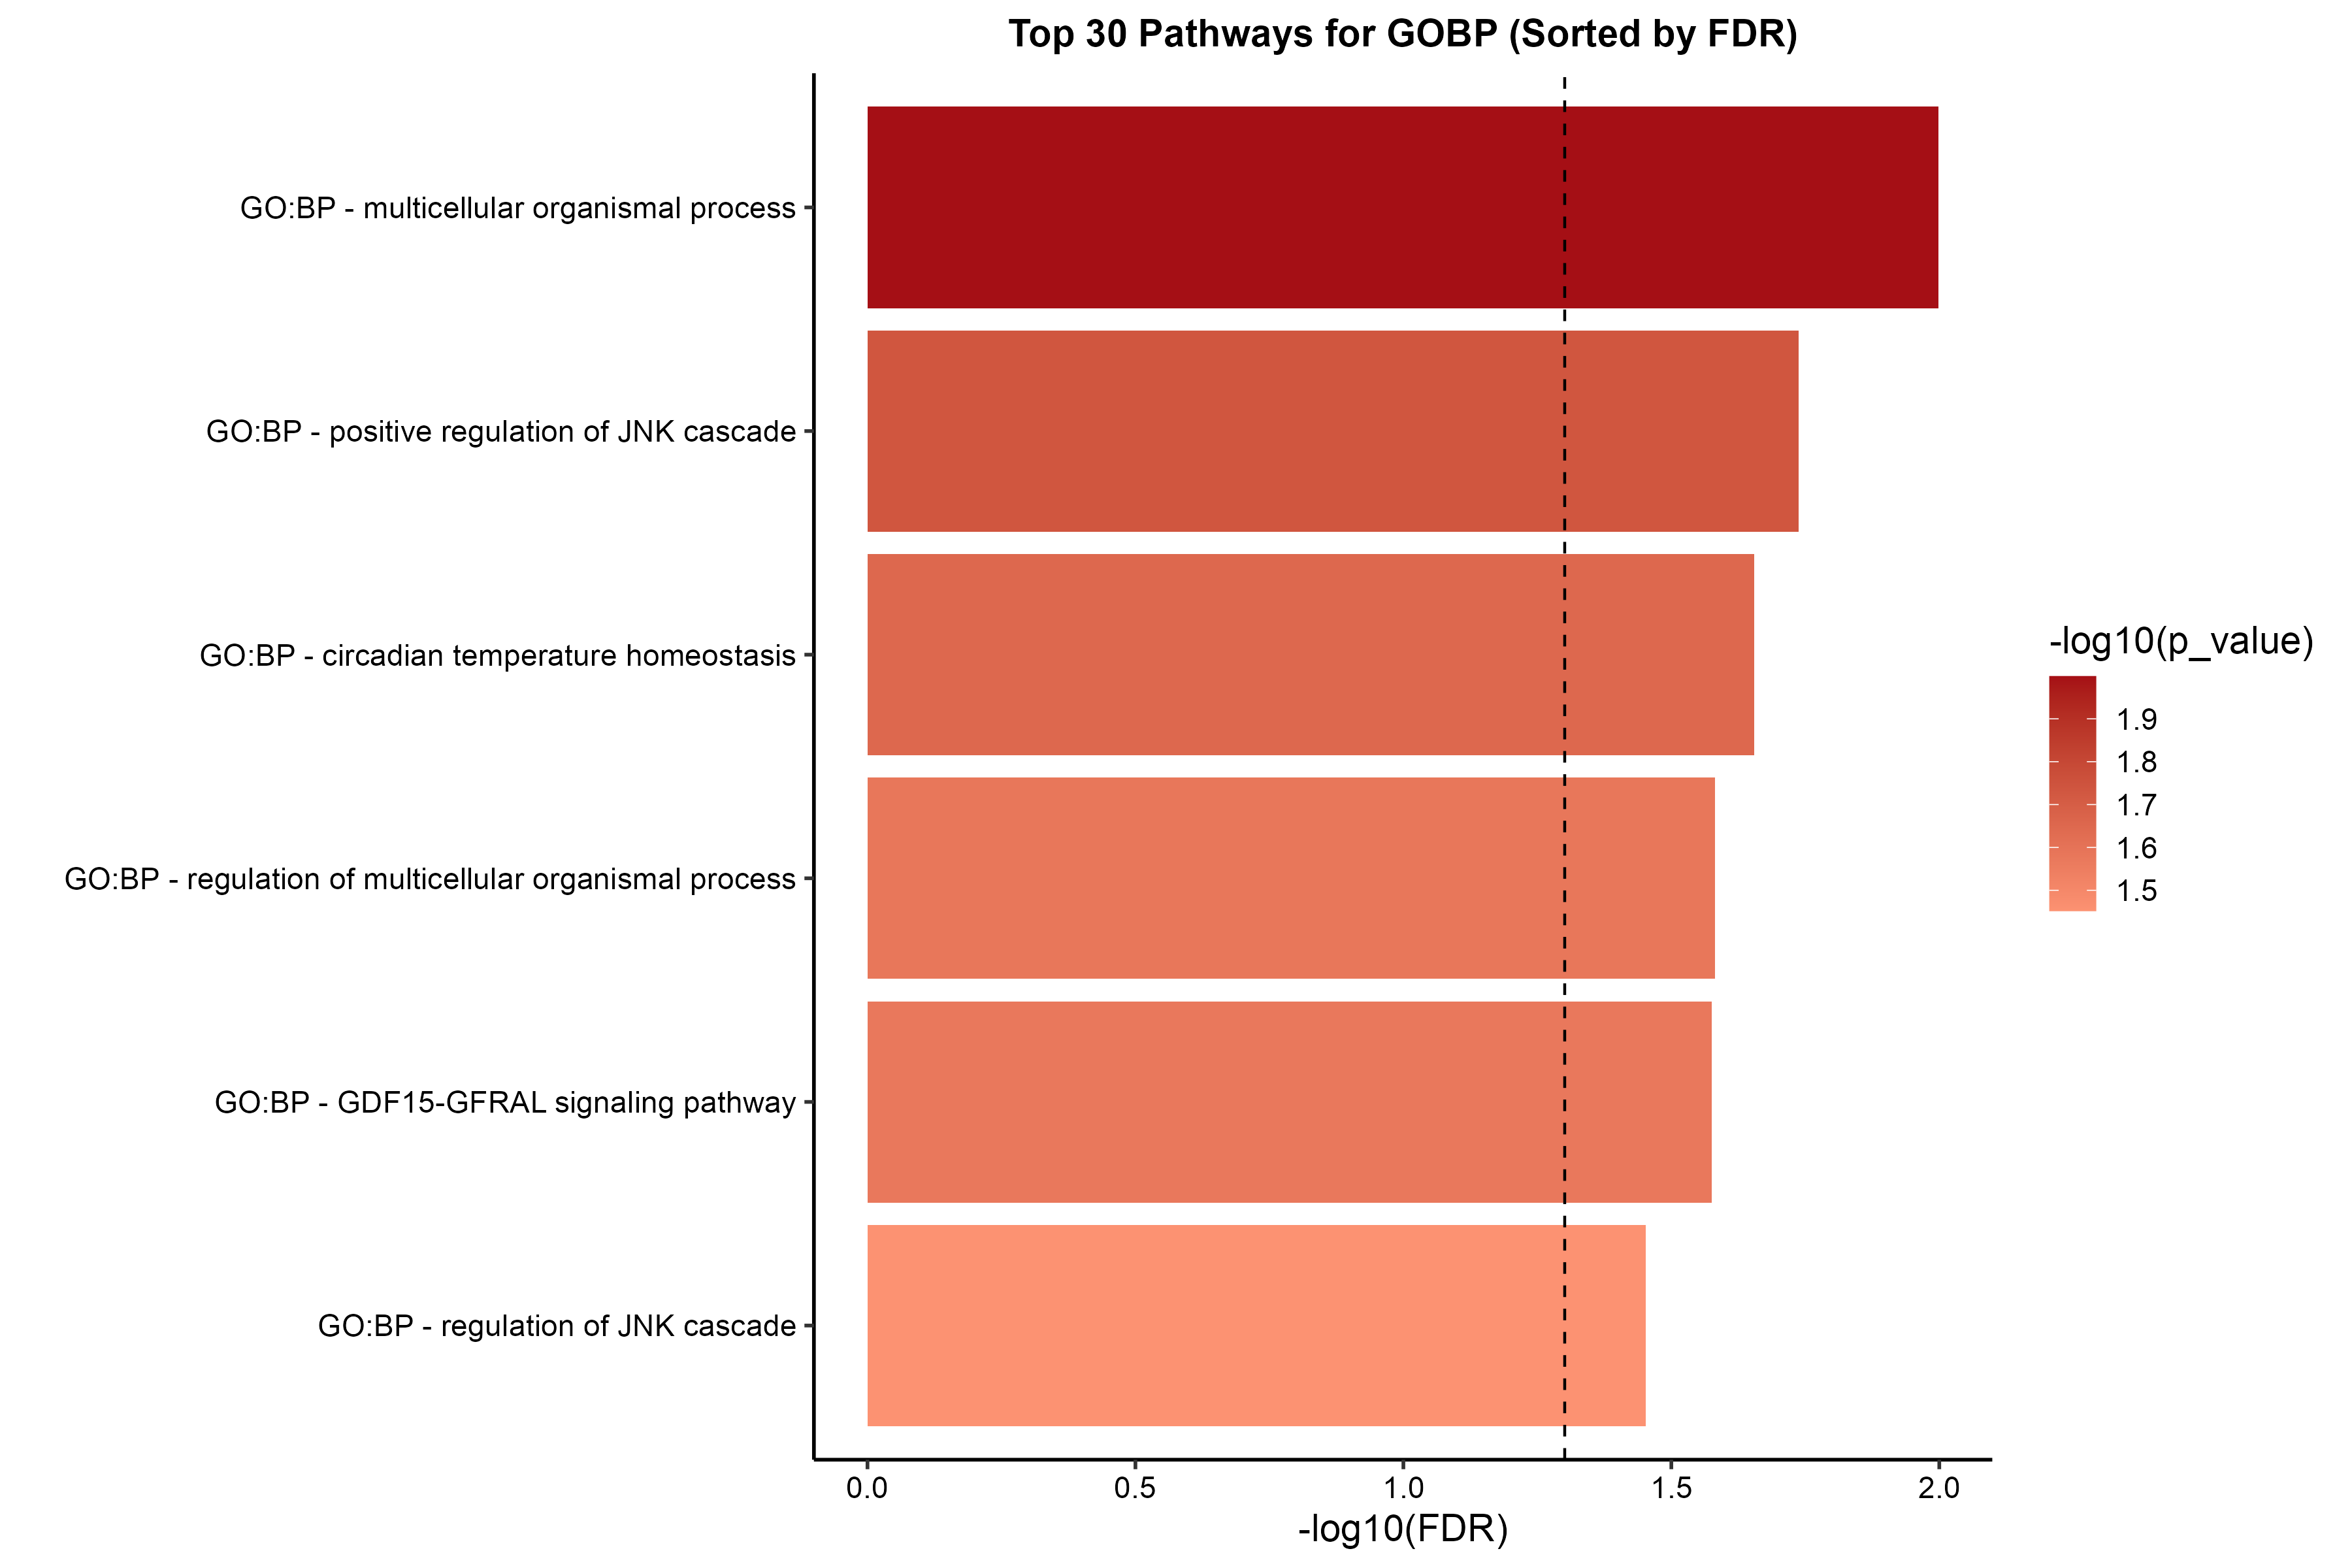 Top 30 Pathways for GOBP (Sorted by FDR)
GO:BP - multicellular organismal process
GO:BP - positive regulation of JNK cascade
GO:BP - circadian temperature homeostasis
GO:BP - regulation of multicellular organismal process
GO:BP - GDF15-GFRAL signaling pathway
GO:BP - regulation of JNK cascade
0.0 0.5 1.0 1.5 2.0
-log10(FDR)
-log10(p_value)
1.9
1.8
1.7
1.6
1.5